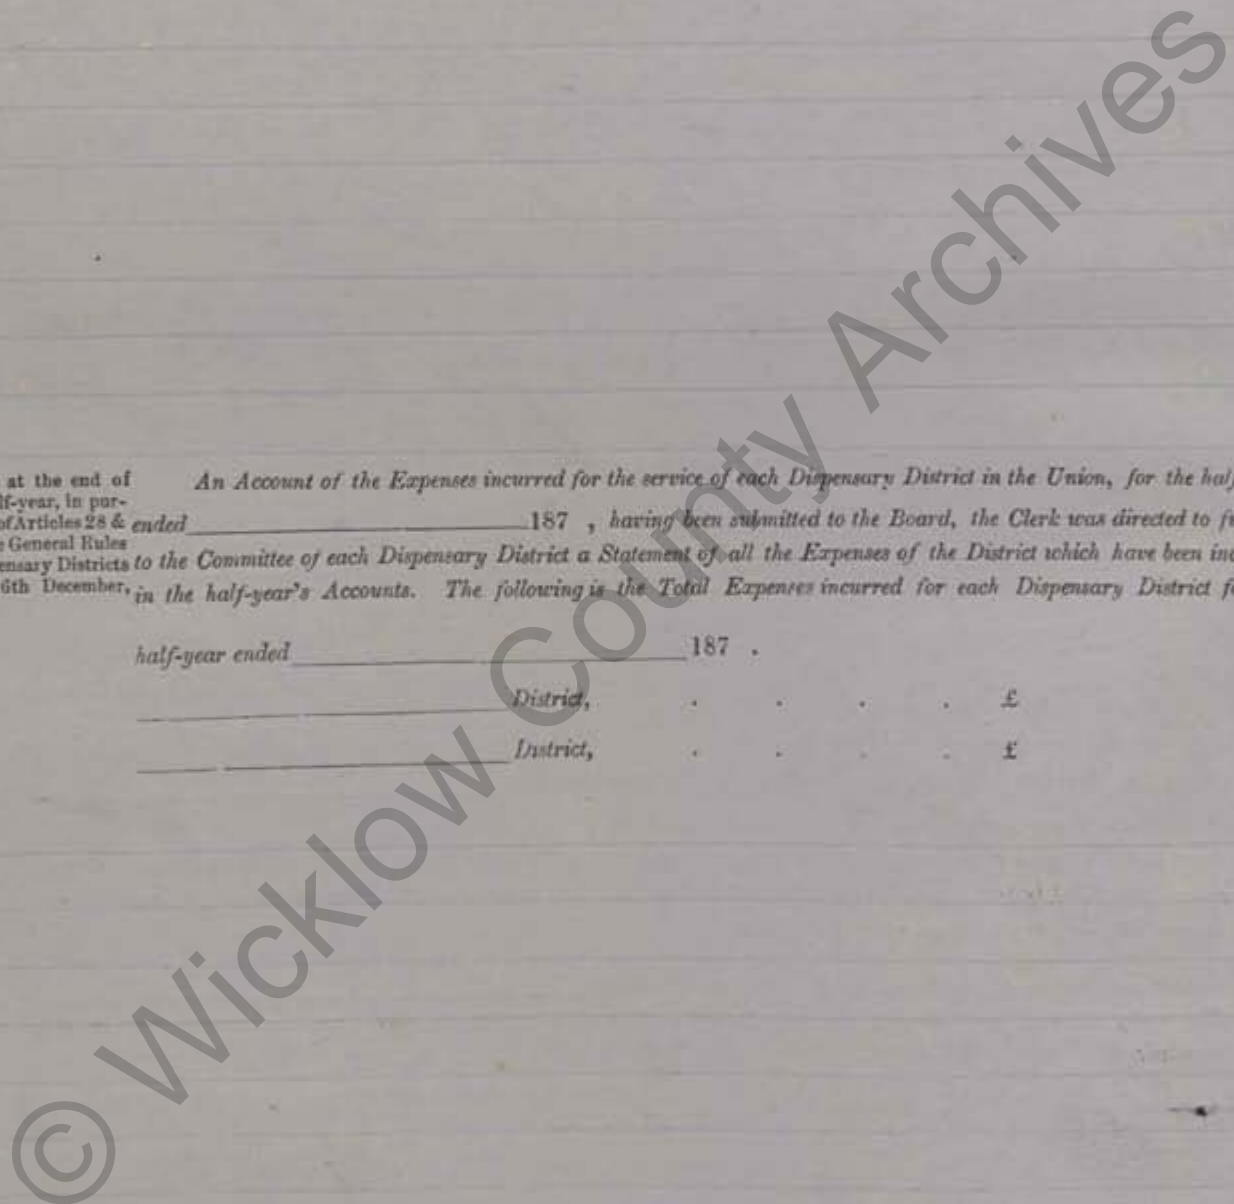 at the end of
lf-year, in pur-
of Articles 28 &
General Rules
ensary Districts
6th December,
An Account of the Expenses incurred for the service of each Dispensary District in the Union, for the half
ended 187 , having been submitted to the Board, the Clerk was directed to fu
to the Committee of each Dispensary District a Statement of all the Expenses of the District which have been inc
in the half-year's Accounts. The following is the Total Expenses incurred for each Dispensary District fo
half-year ended 187 .
District, . . . . £
District, . . . . £
© Wicklow County Archives